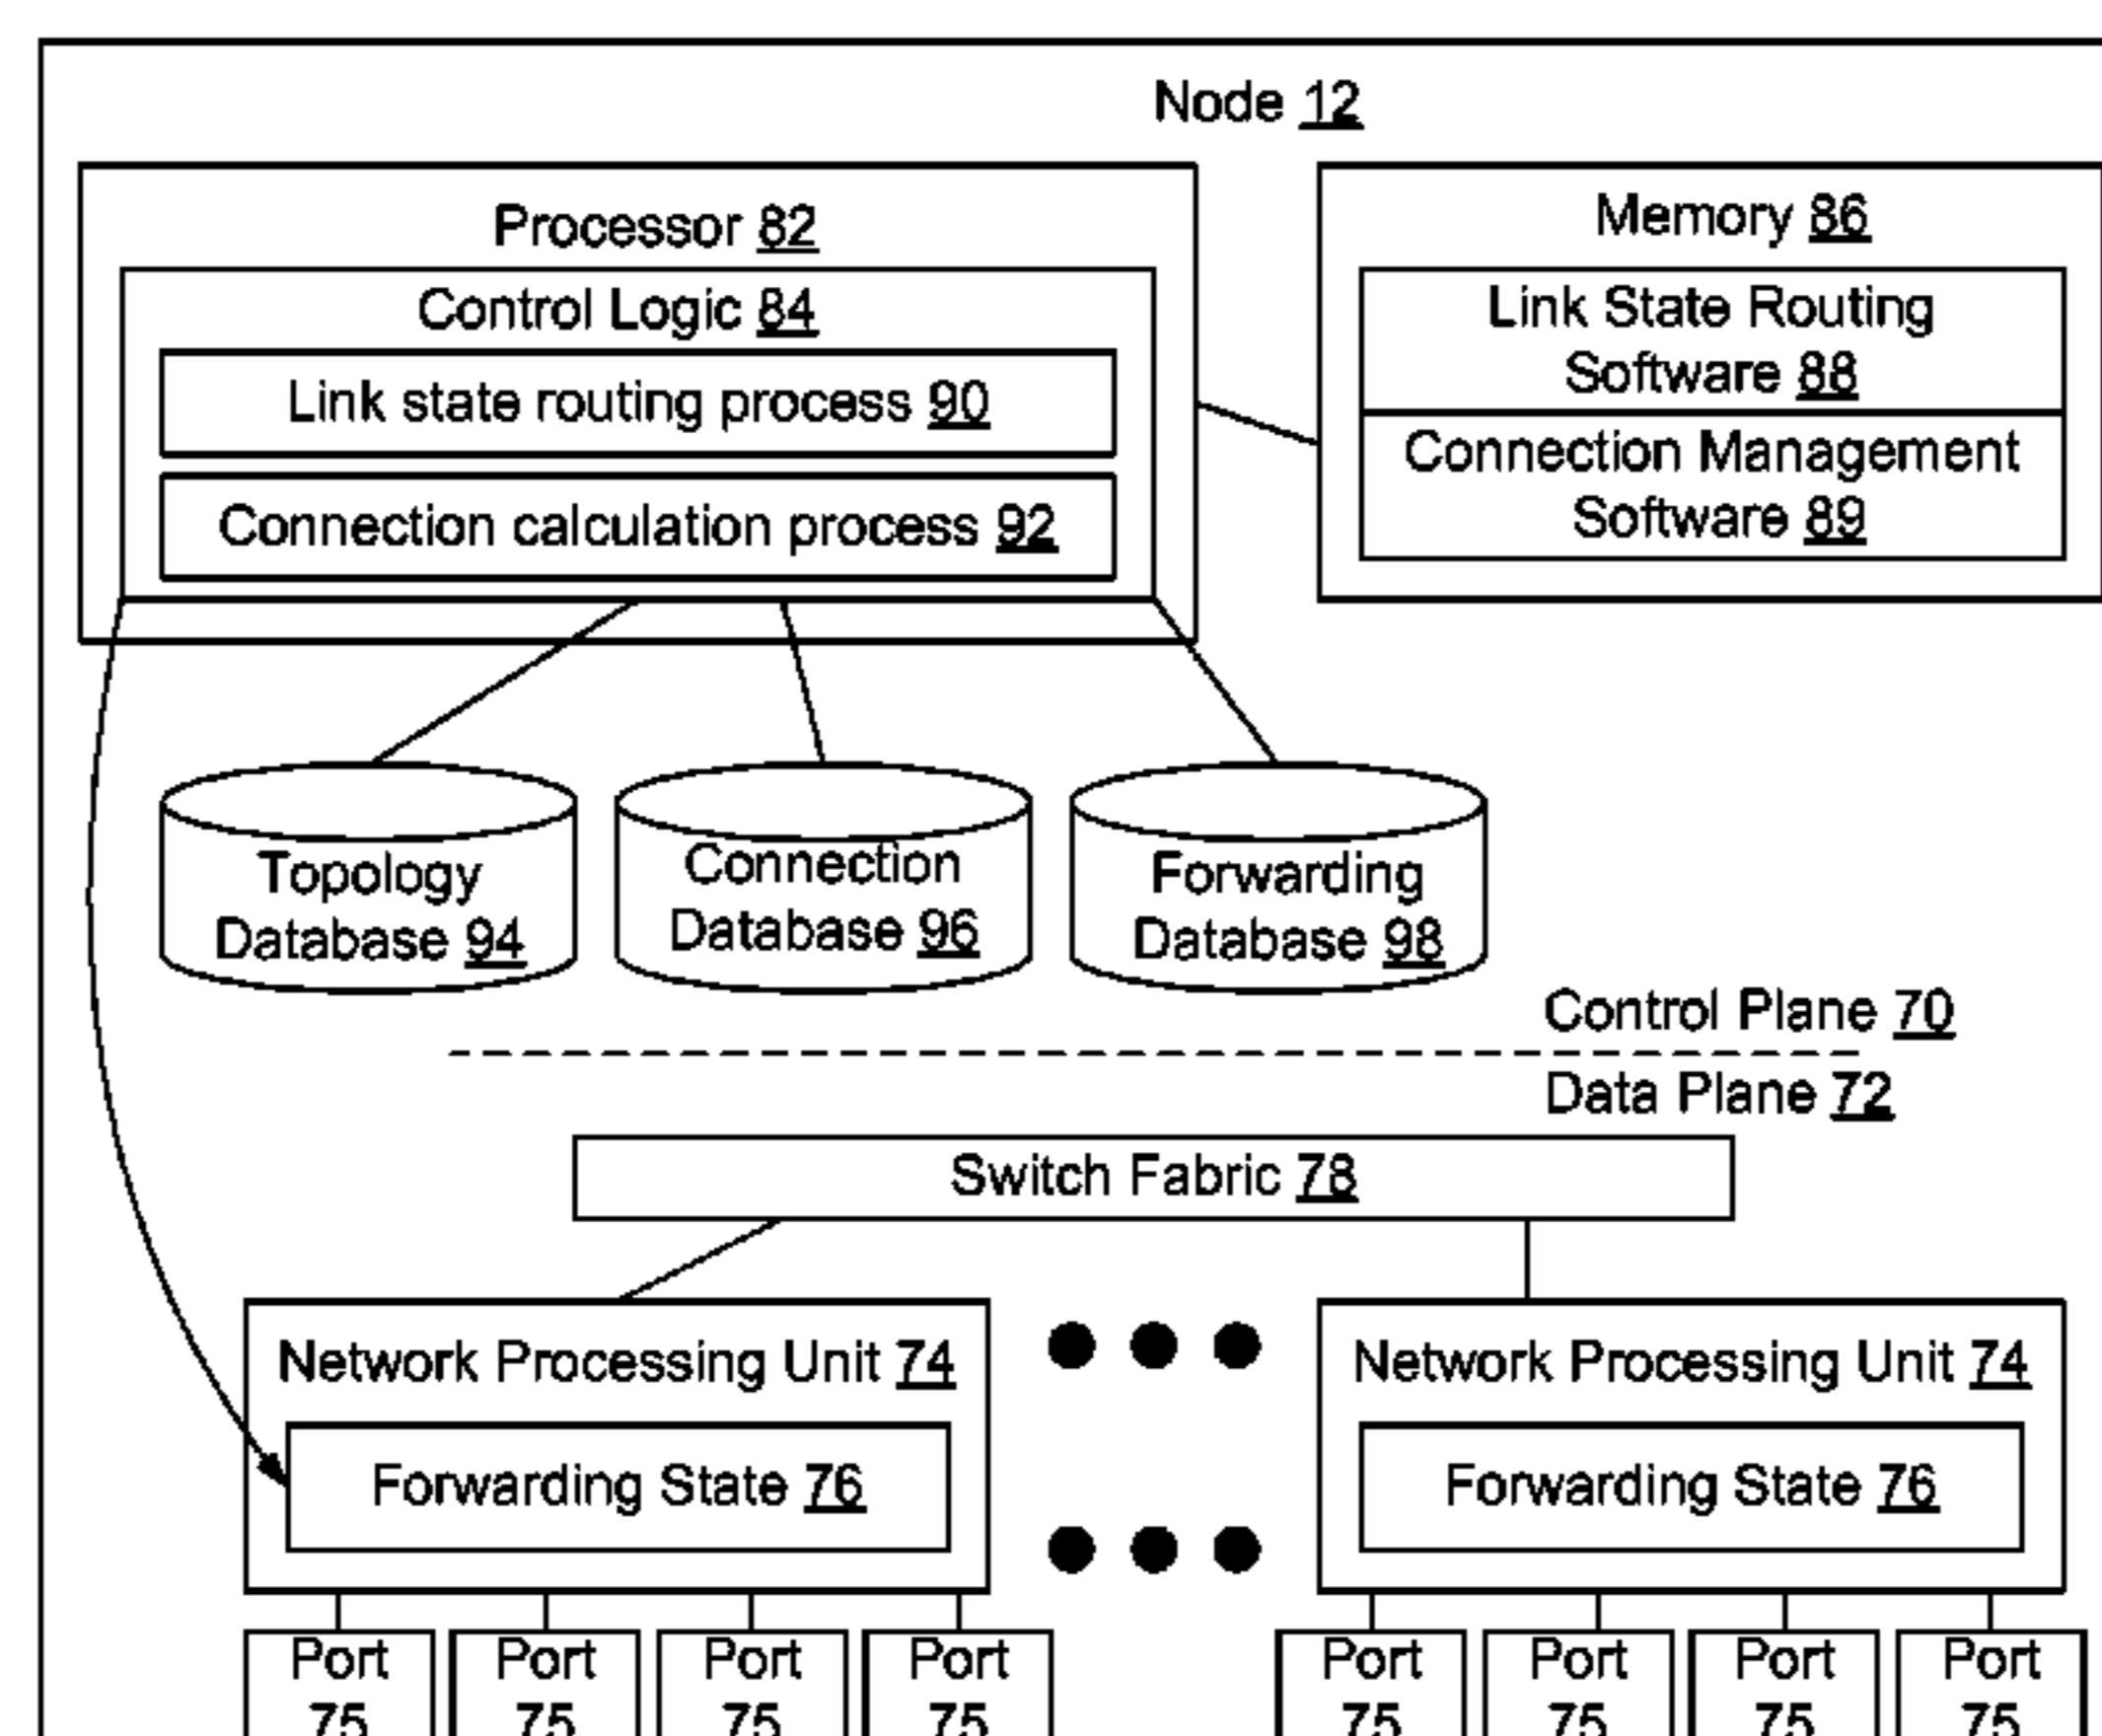 Node 12
Processor 82
Control Logic 84
Link state routing process 90
Connection calculation process 92
Memory 86
Link State Routing
Software 88
Connection Management
Software 89
Topology
Database 94
Connection
Database 96
Forwarding
Database 98
Control Plane 70
Data Plane 72
Switch Fabric 78
Network Processing Unit 74
Forwarding State 76
Network Processing Unit 74
Forwarding State 76
Port
75
Port
75
Port
75
Port
75
Port
75
Port
75
Port
75
Port
75